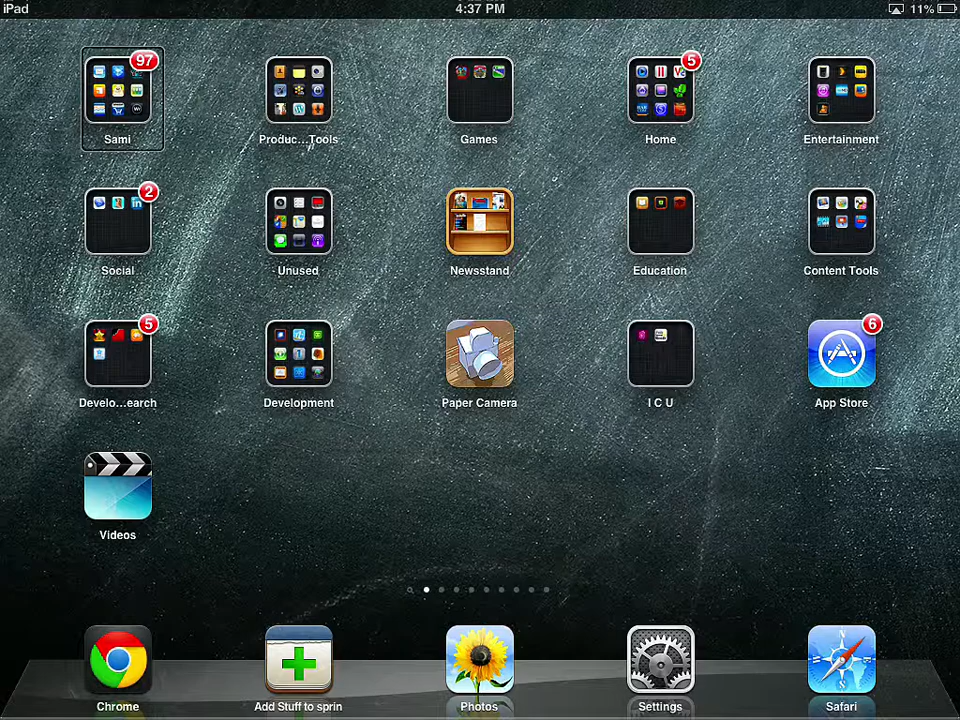 iPad 4:37 PM 11%
97 5
Sami Produc...Tools Games Home Entertainment
2
Social Unused Newsstand Education Content Tools
5 6
Develo...earch Development Paper Camera I C U App Store
Videos
Chrome Add Stuff to sprin Photos Settings Safari